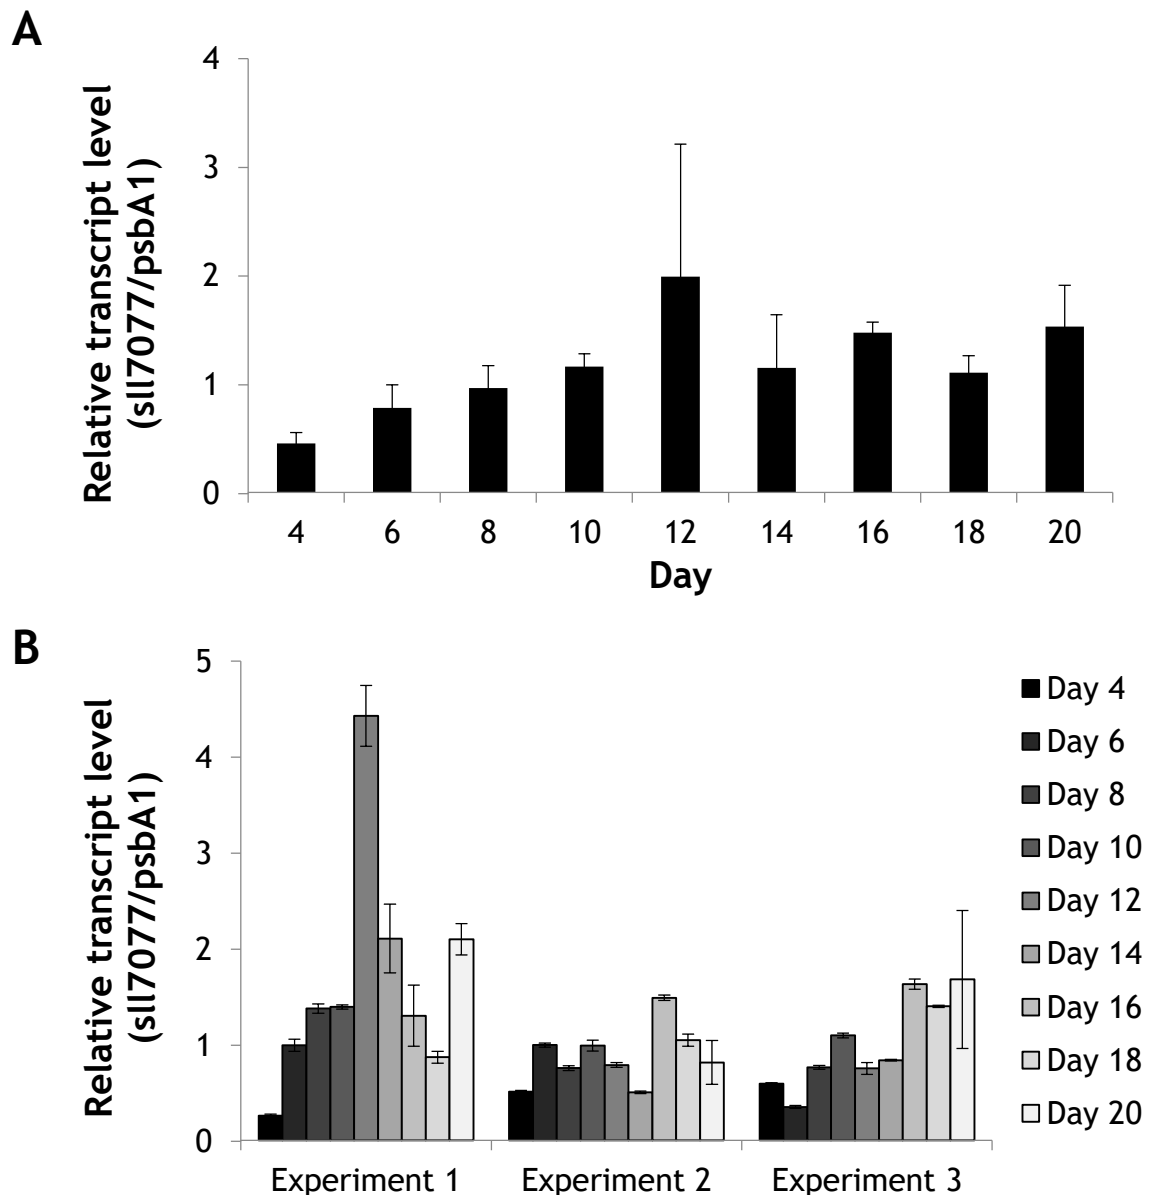 A
Relative transcript level
(sll7077/psbA1)
4
3
2
1
0
4 6 8 10 12 14 16 18 20
Day
B
Relative transcript level
(sll7077/psbA1)
5
4
3
2
1
0
Experiment 1 Experiment 2 Experiment 3
Day 4
Day 6
Day 8
Day 10
Day 12
Day 14
Day 16
Day 18
Day 20